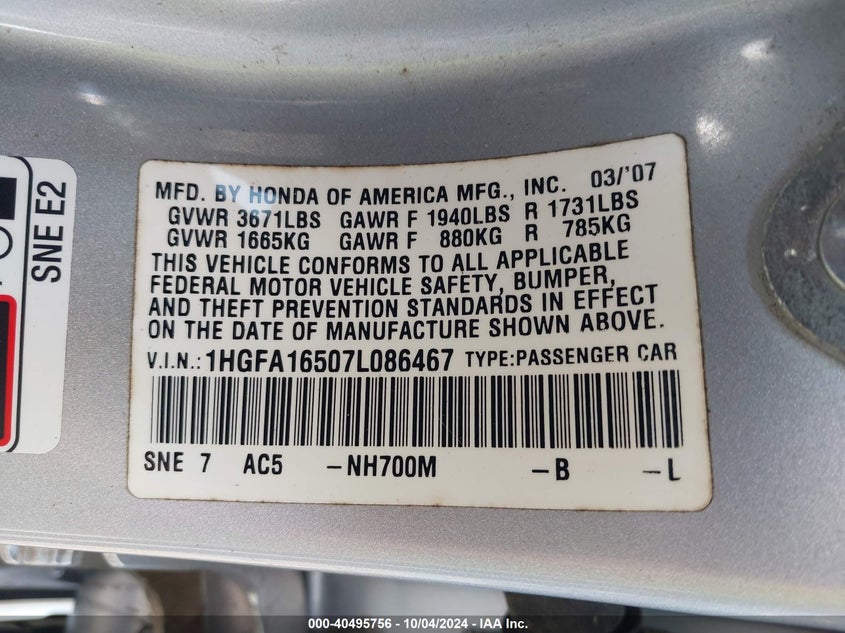 MFD. BY HONDA OF AMERICA MFG., INC. 03/'07
GVWR 3671LBS GAWR F 1940LBS R 1731LBS
GVWR 1665KG GAWR F 880KG R 785KG
THIS VEHICLE CONFORMS TO ALL APPLICABLE
FEDERAL MOTOR VEHICLE SAFETY, BUMPER,
AND THEFT PREVENTION STANDARDS IN EFFECT
ON THE DATE OF MANUFACTURE SHOWN ABOVE.
V.I.N.: 1HGFA16507L086467 TYPE:PASSENGER CAR
SNE 7 AC5 -NH700M -B -L
SNE E2
000-40495756 - 10/04/2024 - IAA Inc.